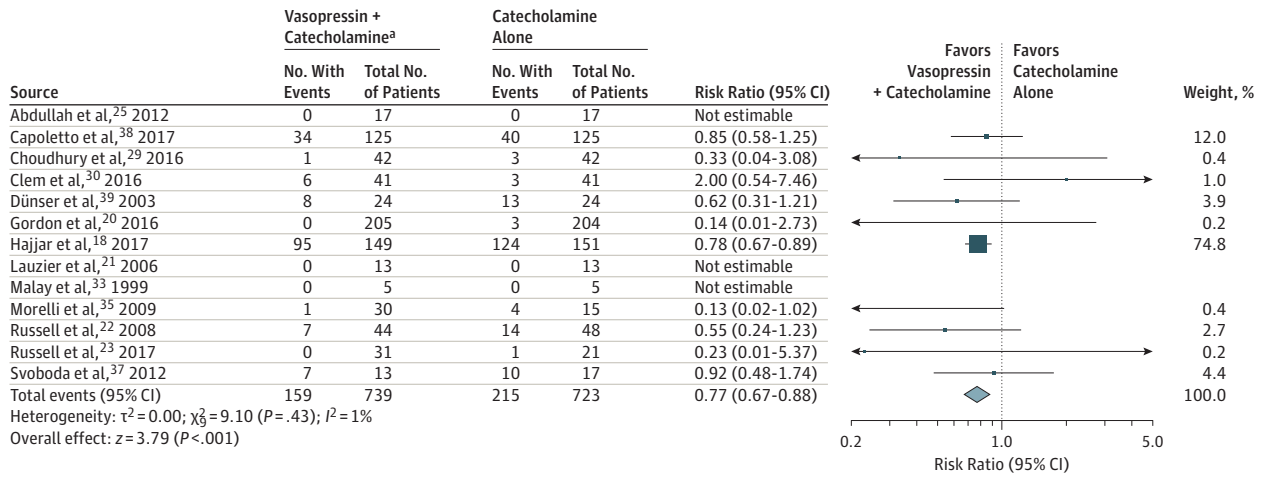 Vasopressin + Catecholamine^a
Catecholamine Alone
Favors Vasopressin + Catecholamine
Favors Catecholamine Alone
Source | No. With Events | Total No. of Patients | No. With Events | Total No. of Patients | Risk Ratio (95% CI) | Weight, %
Abdullah et al,25 2012 0 17 0 17 Not estimable
Capoletto et al,38 2017 34 125 40 125 0.85 (0.58-1.25) 12.0
Choudhury et al,29 2016 1 42 3 42 0.33 (0.04-3.08) 0.4
Clem et al,30 2016 6 41 3 41 2.00 (0.54-7.46) 1.0
Dünser et al,39 2003 8 24 13 24 0.62 (0.31-1.21) 3.9
Gordon et al,20 2016 0 205 3 204 0.14 (0.01-2.73) 0.2
Hajjar et al,18 2017 95 149 124 151 0.78 (0.67-0.89) 74.8
Lauzier et al,21 2006 0 13 0 13 Not estimable
Malay et al,33 1999 0 5 0 5 Not estimable
Morelli et al,35 2009 1 30 4 15 0.13 (0.02-1.02) 0.4
Russell et al,22 2008 7 44 14 48 0.55 (0.24-1.23) 2.7
Russell et al,23 2017 0 31 1 21 0.23 (0.01-5.37) 0.2
Svoboda et al,37 2012 7 13 10 17 0.92 (0.48-1.74) 4.4
Total events (95% CI) 159 739 215 723 0.77 (0.67-0.88) 100.0
Heterogeneity: τ2 = 0.00; χ2 9 = 9.10 (P = .43); I2 = 1%
Overall effect: z = 3.79 (P <.001)
0.2 1.0 5.0
Risk Ratio (95% CI)